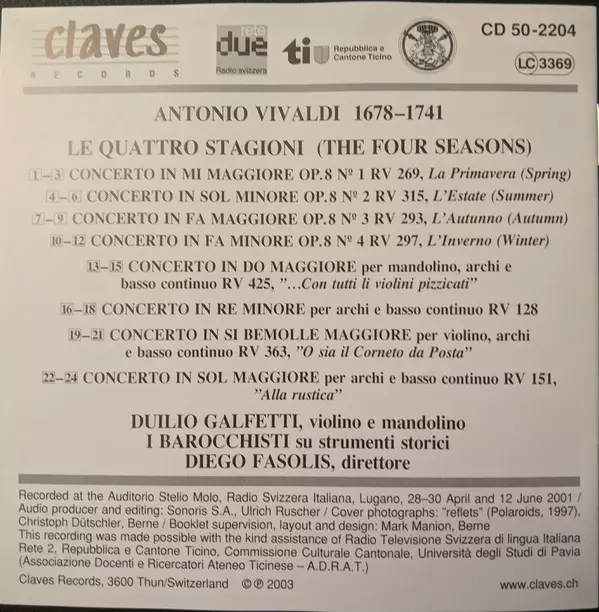 claves
RECORDS
rete
due
Radio svizzera
tiu
Repubblica e
Cantone Ticino
CD 50-2204
LC 3369
ANTONIO VIVALDI 1678–1741
LE QUATTRO STAGIONI (THE FOUR SEASONS)
1–3 CONCERTO IN MI MAGGIORE OP.8 Nº 1 RV 269, La Primavera (Spring)
4–6 CONCERTO IN SOL MINORE OP.8 Nº 2 RV 315, L'Estate (Summer)
7–9 CONCERTO IN FA MAGGIORE OP.8 Nº 3 RV 293, L'Autunno (Autumn)
10–12 CONCERTO IN FA MINORE OP.8 Nº 4 RV 297, L'Inverno (Winter)
13–15 CONCERTO IN DO MAGGIORE per mandolino, archi e
basso continuo RV 425, "...Con tutti li violini pizzicati"
16–18 CONCERTO IN RE MINORE per archi e basso continuo RV 128
19–21 CONCERTO IN SI BEMOLLE MAGGIORE per violino, archi
e basso continuo RV 363, "O sia il Corneto da Posta"
22–24 CONCERTO IN SOL MAGGIORE per archi e basso continuo RV 151,
"Alla rustica"
DUILIO GALFETTI, violino e mandolino
I BAROCCHISTI su strumenti storici
DIEGO FASOLIS, direttore
Recorded at the Auditorio Stelio Molo, Radio Svizzera Italiana, Lugano, 28–30 April and 12 June 2001 /
Audio producer and editing: Sonoris S.A., Ulrich Ruscher / Cover photographs: "reflets" (Polaroids, 1997),
Christoph Dütschler, Berne / Booklet supervision, layout and design: Mark Manion, Berne
This recording was made possible with the kind assistance of Radio Televisione Svizzera di lingua Italiana
Rete 2, Repubblica e Cantone Ticino, Commissione Culturale Cantonale, Università degli Studi di Pavia
(Associazione Docenti e Ricercatori Ateneo Ticinese – A.D.R.A.T.)
Claves Records, 3600 Thun/Switzerland © ℗ 2003
www.claves.ch